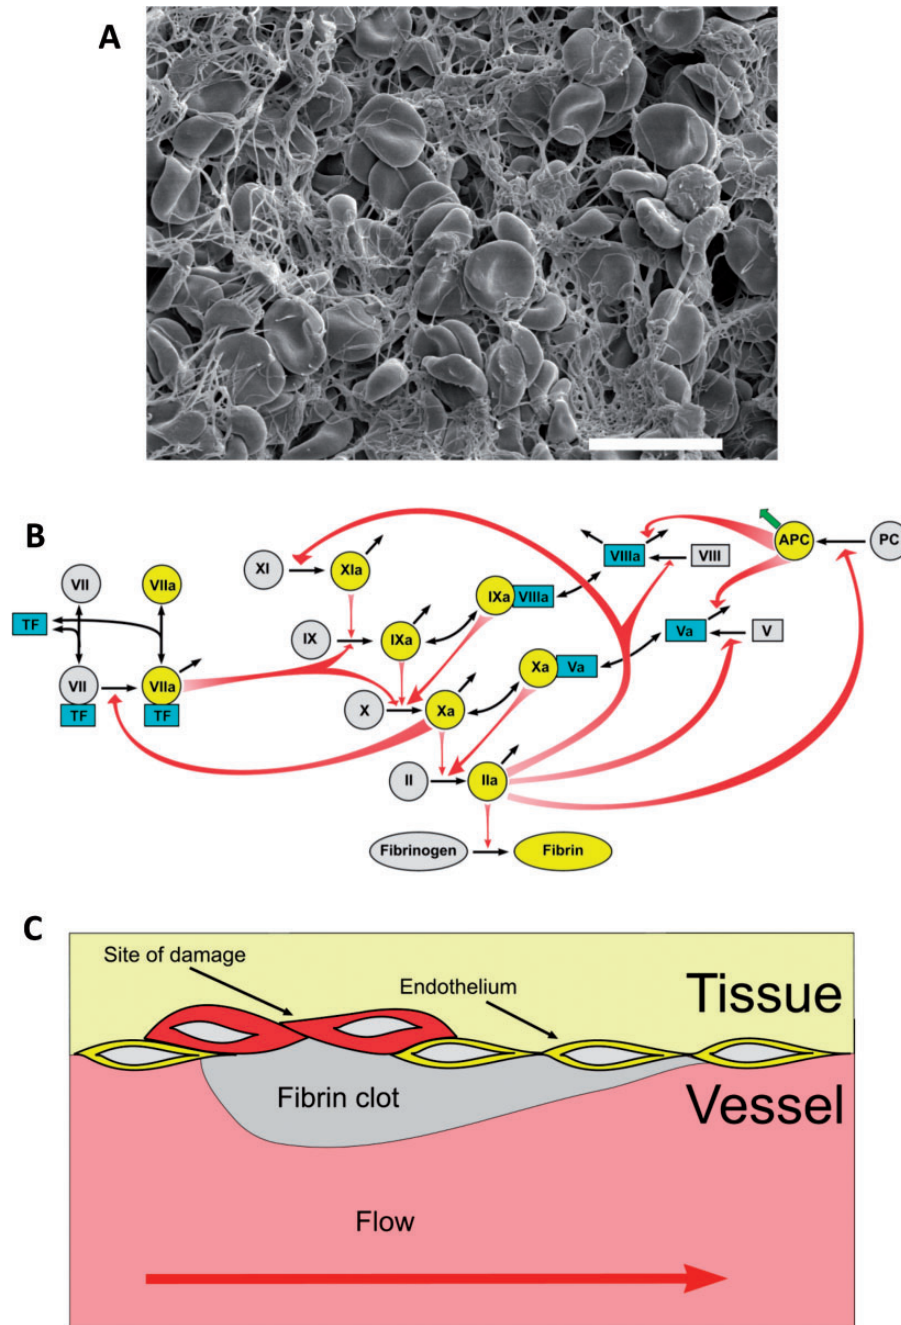 A
B
XI
XIa
VIIIa
VIII
APC
PC
VII
VIIa
IXa
VIIIa
TF
IX
IXa
Va
V
Xa
Va
VII
TF
VIIa
TF
X
Xa
II
IIa
Fibrinogen
Fibrin
C
Site of damage
Endothelium
Tissue
Fibrin clot
Vessel
Flow